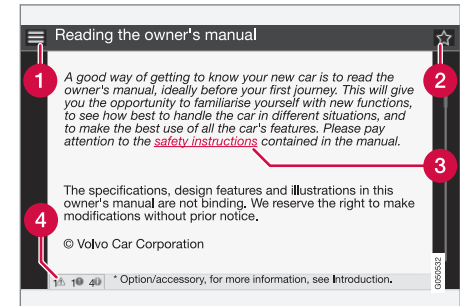 Reading the owner's manual
1
2
A good way of getting to know your new car is to read the
owner's manual, ideally before your first journey. This will give
you the opportunity to familiarise yourself with new functions,
to see how best to handle the car in different situations, and
to make the best use of all the car's features. Please pay
attention to the safety instructions contained in the manual.
3
The specifications, design features and illustrations in this
owner's manual are not binding. We reserve the right to make
modifications without prior notice.
4
© Volvo Car Corporation
1 1 4 * Option/accessory, for more information, see Introduction.
G050532